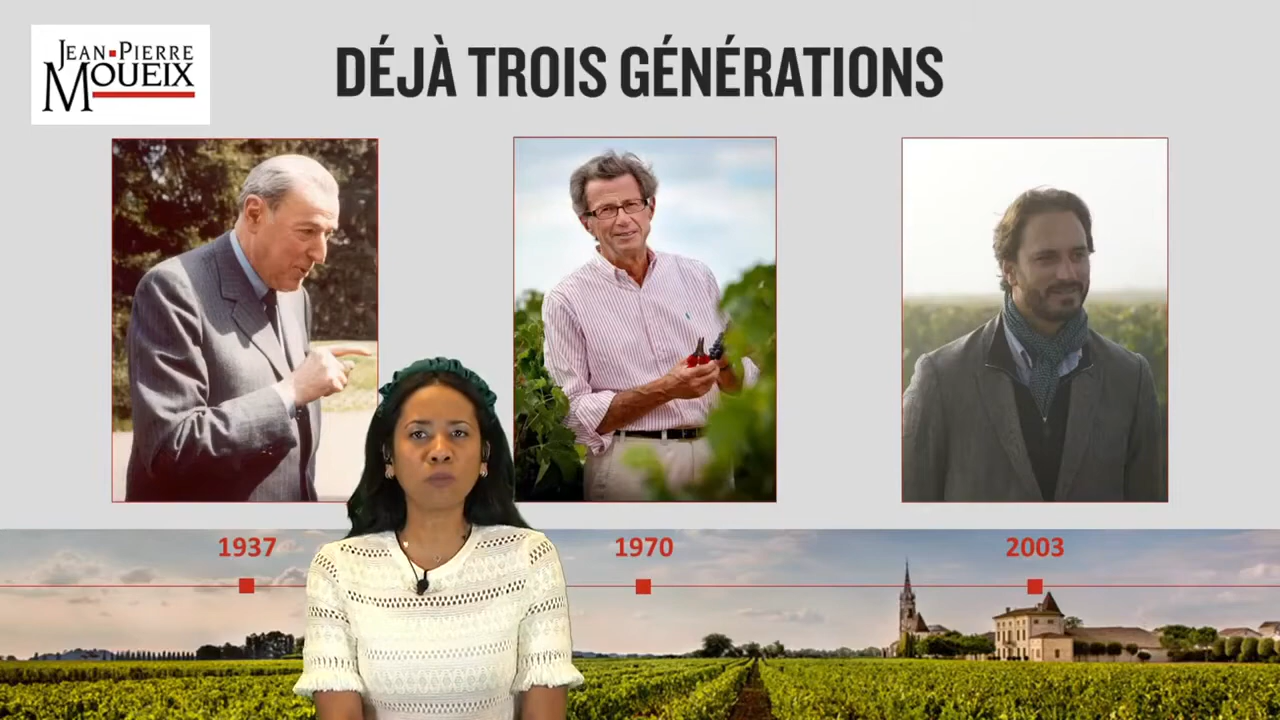 JEAN-PIERRE
MOUEIX
DÉJÀ TROIS GÉNÉRATIONS
1937
1970
2003